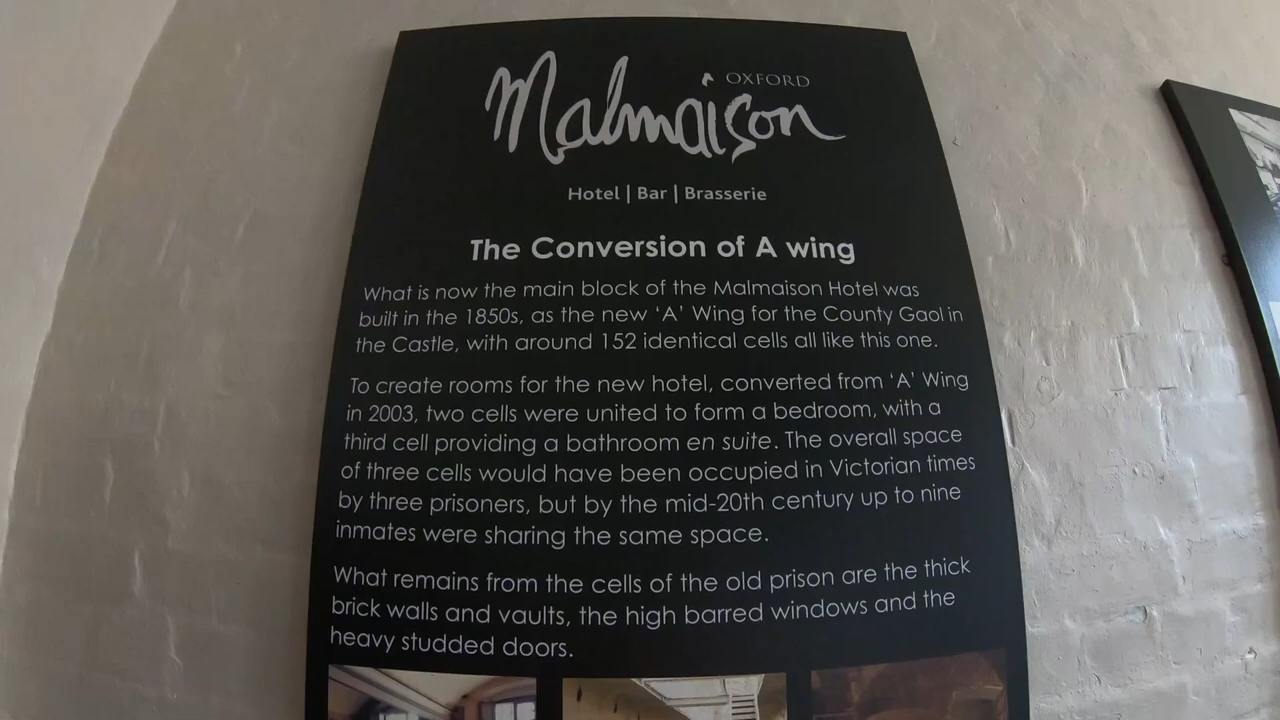 Malmaison OXFORD
Hotel | Bar | Brasserie
The Conversion of A wing
What is now the main block of the Malmaison Hotel was
built in the 1850s, as the new ‘A’ Wing for the County Gaol in
the Castle, with around 152 identical cells all like this one.
To create rooms for the new hotel, converted from ‘A’ Wing
in 2003, two cells were united to form a bedroom, with a
third cell providing a bathroom en suite. The overall space
of three cells would have been occupied in Victorian times
by three prisoners, but by the mid-20th century up to nine
inmates were sharing the same space.
What remains from the cells of the old prison are the thick
brick walls and vaults, the high barred windows and the
heavy studded doors.